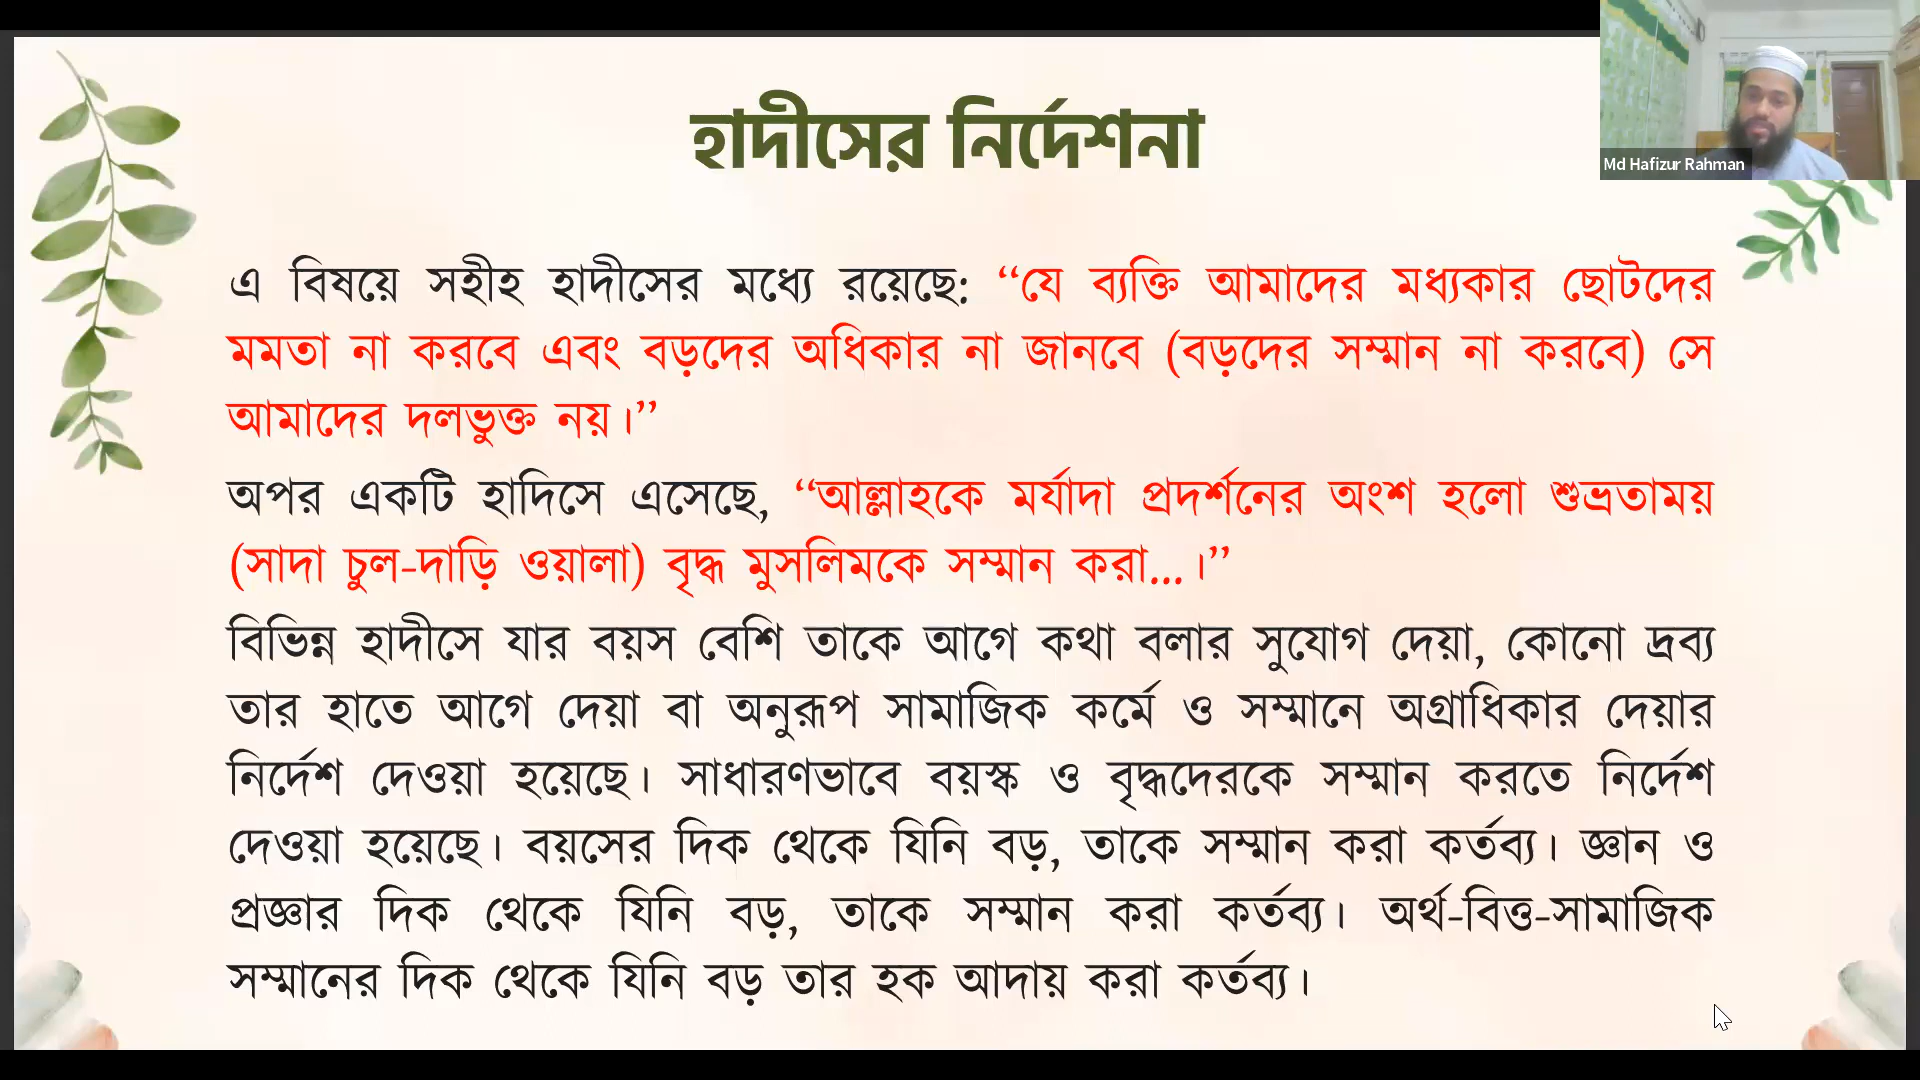 হাদীসের নির্দেশনা
Md Hafizur Rahman
এ বিষয়ে সহীহ হাদীসের মধ্যে রয়েছে: “যে ব্যক্তি আমাদের মধ্যকার ছোটদের
মমতা না করবে এবং বড়দের অধিকার না জানবে (বড়দের সম্মান না করবে) সে
আমাদের দলভুক্ত নয়।”
অপর একটি হাদিসে এসেছে, “আল্লাহকে মর্যাদা প্রদর্শনের অংশ হলো শুভ্রতাময়
(সাদা চুল-দাড়ি ওয়ালা) বৃদ্ধ মুসলিমকে সম্মান করা...।”
বিভিন্ন হাদীসে যার বয়স বেশি তাকে আগে কথা বলার সুযোগ দেয়া, কোনো দ্রব্য
তার হাতে আগে দেয়া বা অনুরূপ সামাজিক কর্মে ও সম্মানে অগ্রাধিকার দেয়ার
নির্দেশ দেওয়া হয়েছে। সাধারণভাবে বয়স্ক ও বৃদ্ধদেরকে সম্মান করতে নির্দেশ
দেওয়া হয়েছে। বয়সের দিক থেকে যিনি বড়, তাকে সম্মান করা কর্তব্য। জ্ঞান ও
প্রজ্ঞার দিক থেকে যিনি বড়, তাকে সম্মান করা কর্তব্য। অর্থ-বিত্ত-সামাজিক
সম্মানের দিক থেকে যিনি বড় তার হক আদায় করা কর্তব্য।